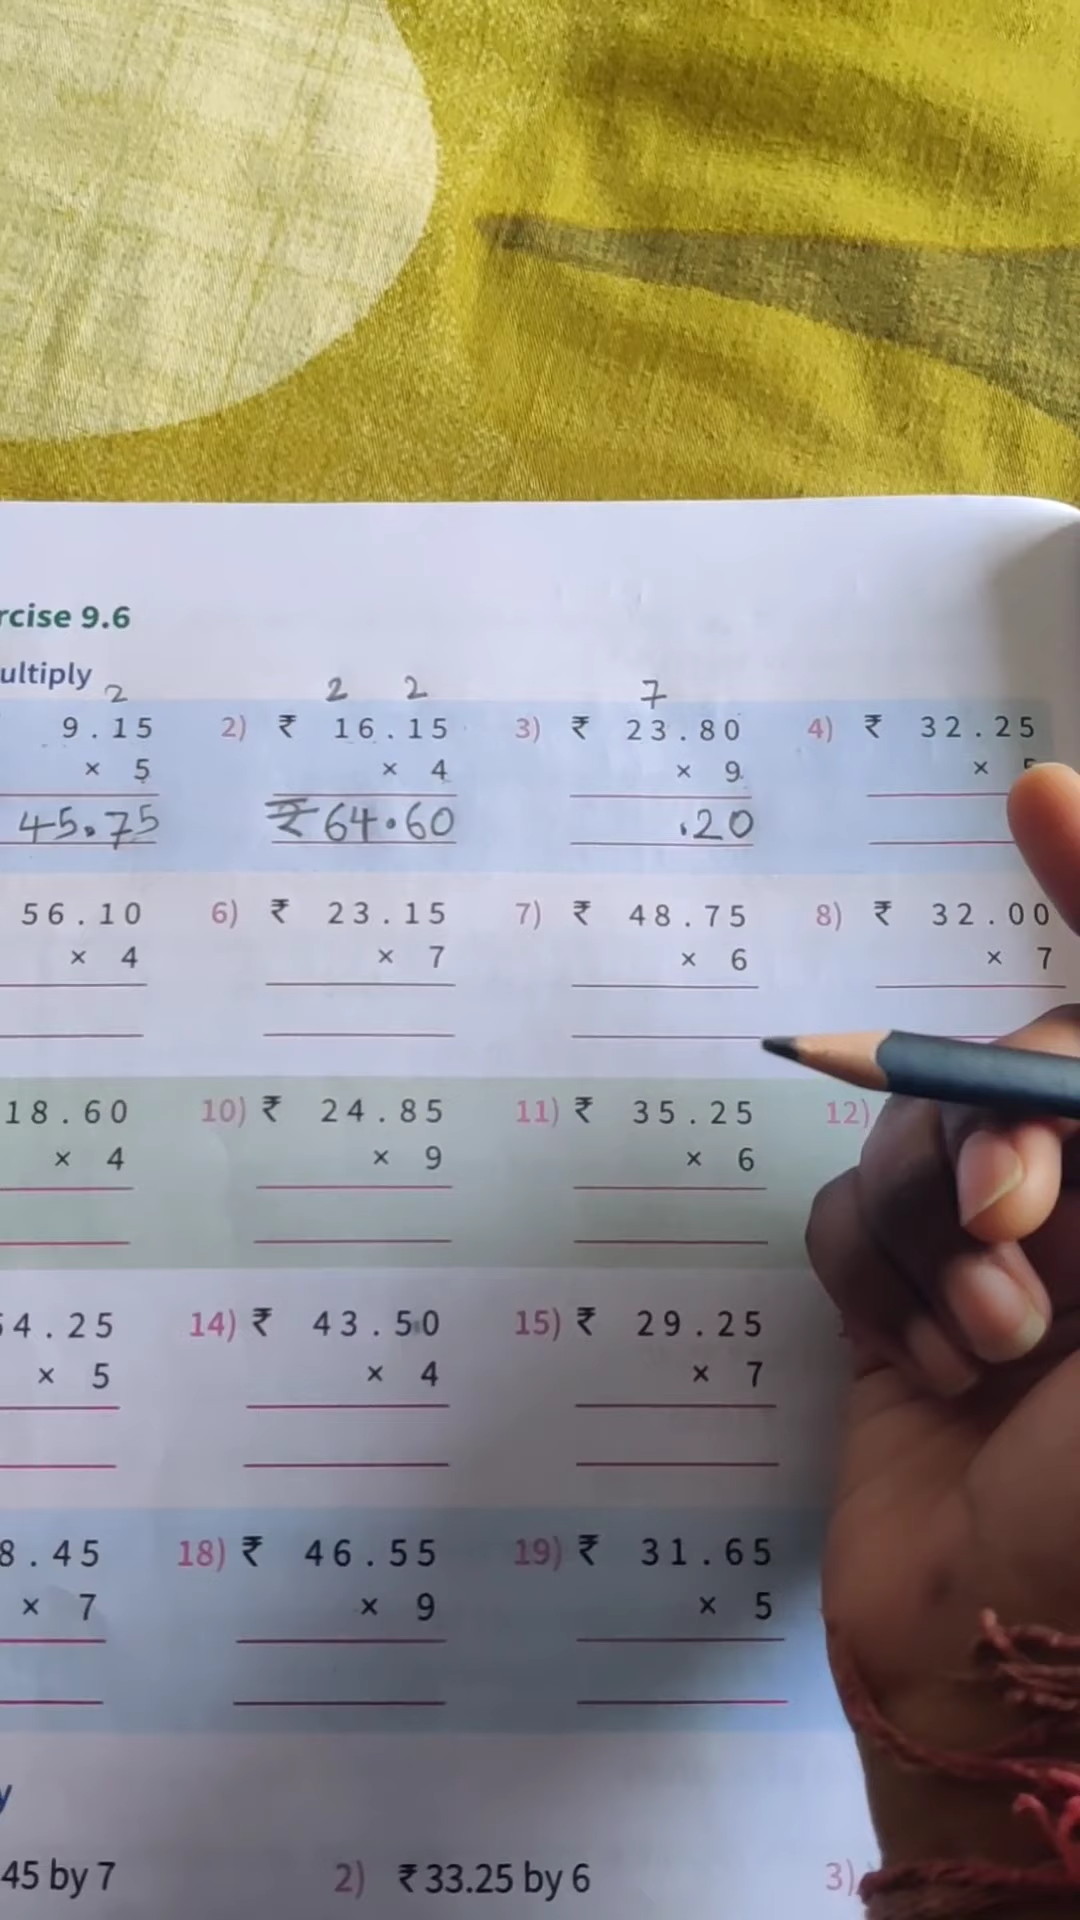 rcise 9.6
ultiply
2 2 2 7
9.15 2) ₹ 16.15 3) ₹ 23.80 4) ₹ 32.25
× 5 × 4 × 9 ×
45.75 ₹64.60 .20
56.10 6) ₹ 23.15 7) ₹ 48.75 8) ₹ 32.00
× 4 × 7 × 6 × 7
18.60 10) ₹ 24.85 11) ₹ 35.25 12)
× 4 × 9 × 6
4.25 14) ₹ 43.50 15) ₹ 29.25
× 5 × 4 × 7
8.45 18) ₹ 46.55 19) ₹ 31.65
× 7 × 9 × 5
y
45 by 7 2) ₹33.25 by 6 3)